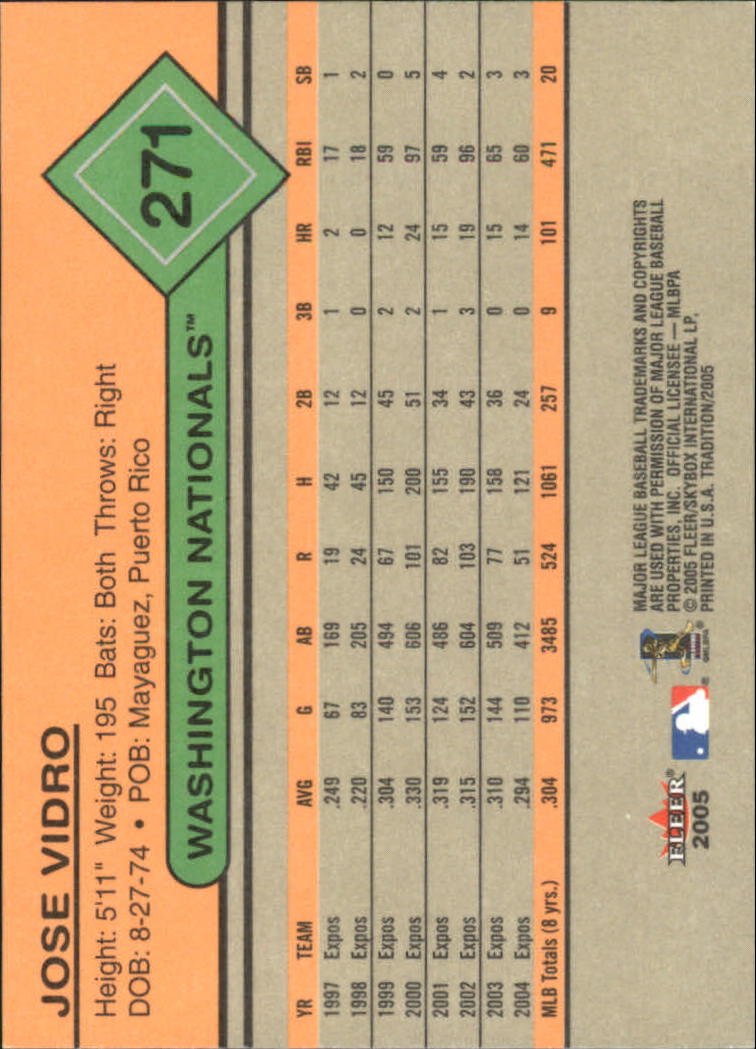 JOSE VIDRO
Height: 5'11" Weight: 195 Bats: Both Throws: Right
DOB: 8-27-74 • POB: Mayaguez, Puerto Rico
271
WASHINGTON NATIONALS™
YR TEAM AVG G AB R H 2B 3B HR RBI SB
1997 Expos .249 67 169 19 42 12 1 2 17 1
1998 Expos .220 83 205 24 45 12 0 0 18 2
1999 Expos .304 140 494 67 150 45 2 12 59 0
2000 Expos .330 153 606 101 200 51 2 24 97 5
2001 Expos .319 124 486 82 155 34 1 15 59 4
2002 Expos .315 152 604 103 190 43 3 19 96 2
2003 Expos .310 144 509 77 158 36 0 15 65 3
2004 Expos .294 110 412 51 121 24 0 14 60 3
MLB Totals (8 yrs.) .304 973 3485 524 1061 257 9 101 471 20
FLEER®
2005
MAJOR LEAGUE BASEBALL TRADEMARKS AND COPYRIGHTS
ARE USED WITH PERMISSION OF MAJOR LEAGUE BASEBALL
PROPERTIES, INC. OFFICIAL LICENSEE — MLBPA
© 2005 FLEER/SKYBOX INTERNATIONAL LP,
PRINTED IN U.S.A. TRADITION/2005